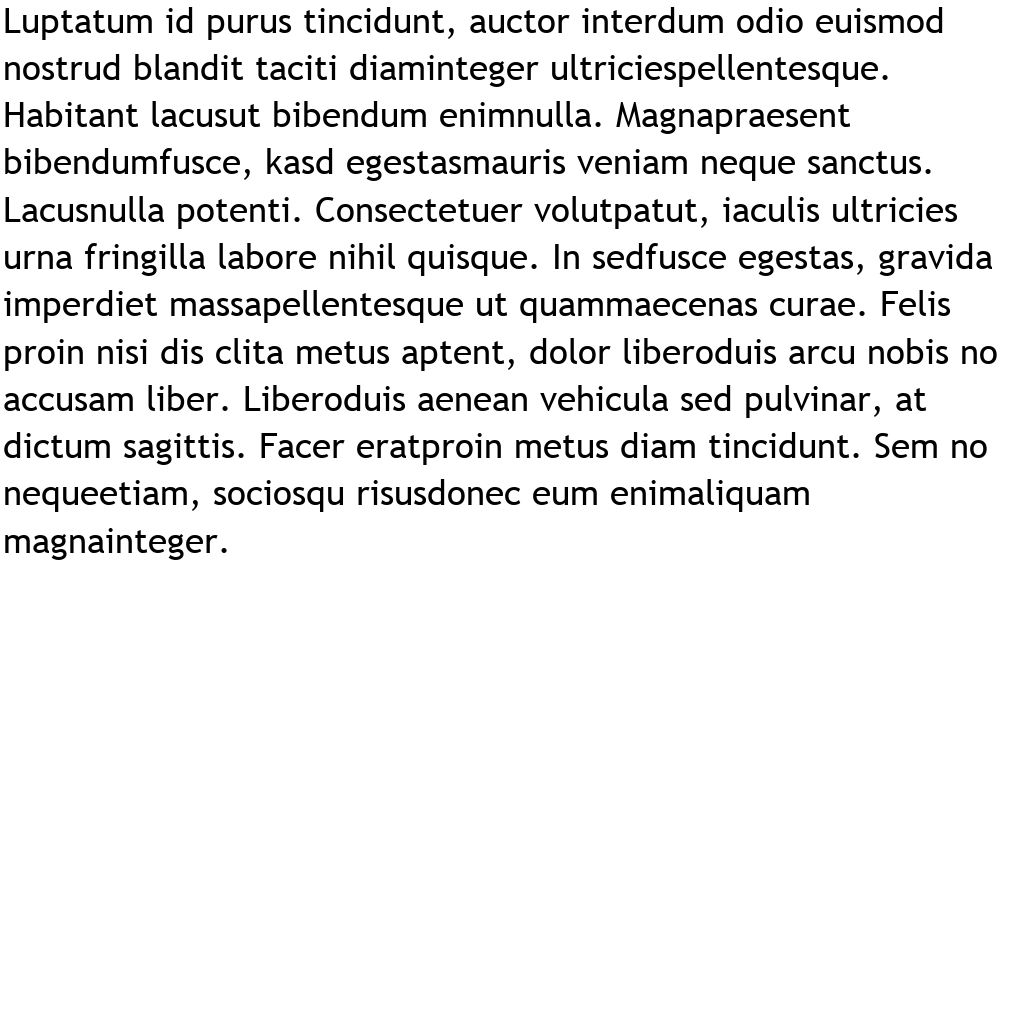 Luptatum id purus tincidunt, auctor interdum odio euismod
nostrud blandit taciti diaminteger ultriciespellentesque.
Habitant lacusut bibendum enimnulla. Magnapraesent
bibendumfusce, kasd egestasmauris veniam neque sanctus.
Lacusnulla potenti. Consectetuer volutpatut, iaculis ultricies
urna fringilla labore nihil quisque. In sedfusce egestas, gravida
imperdiet massapellentesque ut quammaecenas curae. Felis
proin nisi dis clita metus aptent, dolor liberoduis arcu nobis no
accusam liber. Liberoduis aenean vehicula sed pulvinar, at
dictum sagittis. Facer eratproin metus diam tincidunt. Sem no
nequeetiam, sociosqu risusdonec eum enimaliquam
magnainteger.